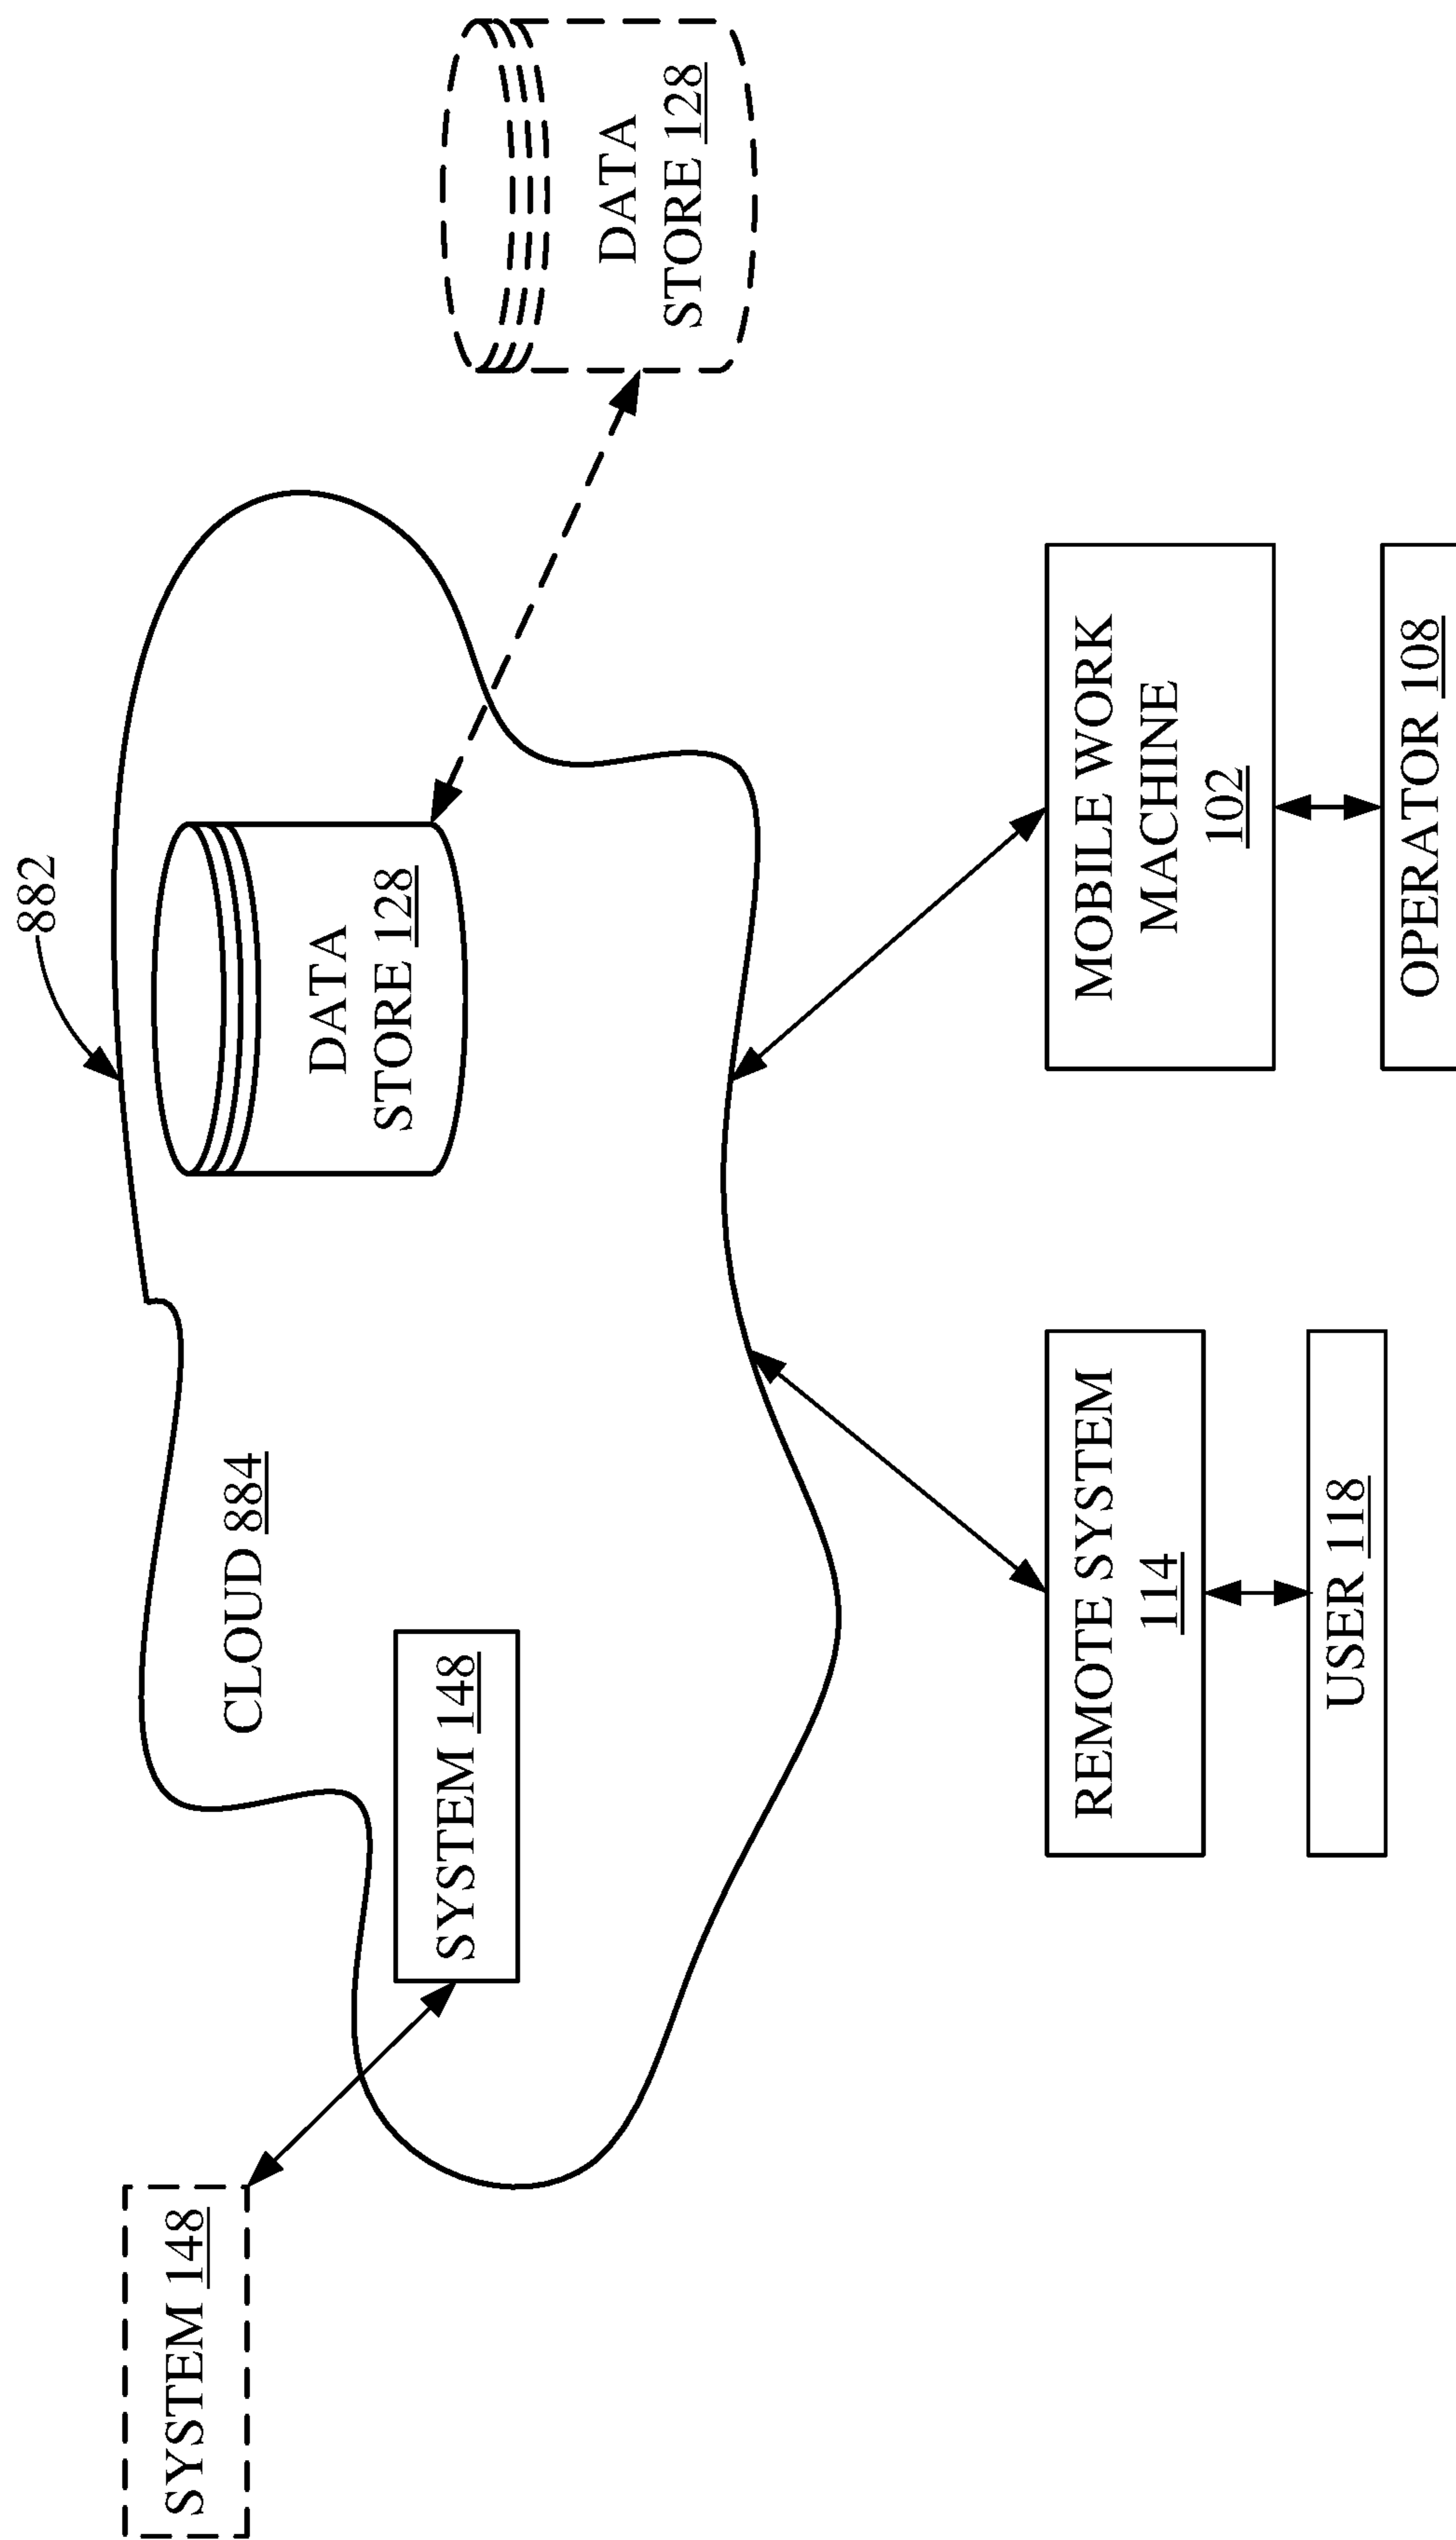 882
SYSTEM 148
CLOUD 884
DATA
STORE 128
SYSTEM 148
DATA
STORE 128
REMOTE SYSTEM
114
MOBILE WORK
MACHINE
102
USER 118
OPERATOR 108